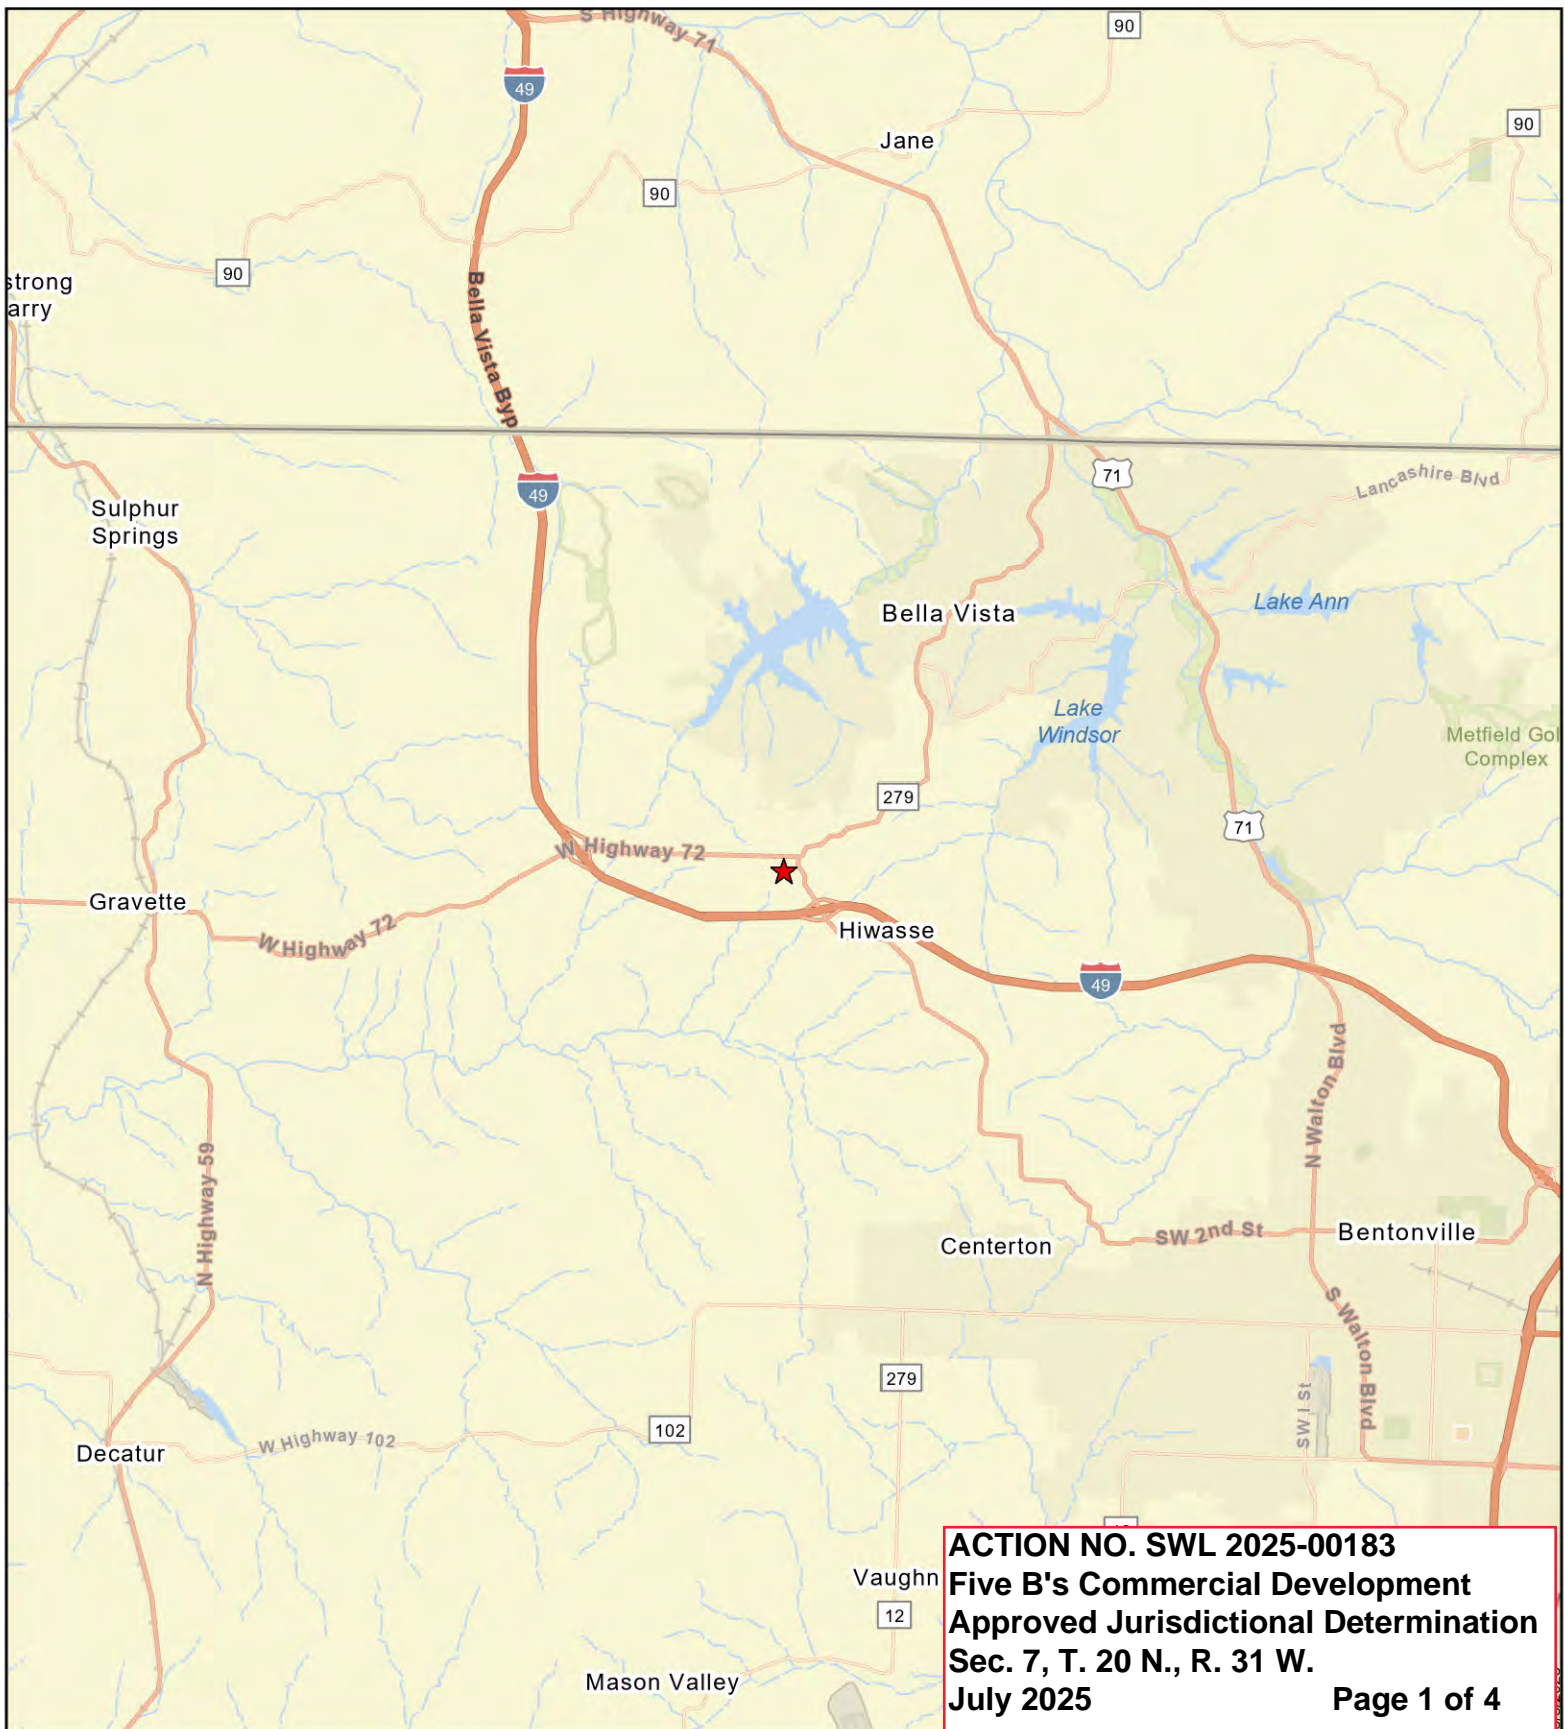 S Highway 71
90
49
Jane
90
90
90
strong
arry
Bella Vista Byp
71
Lancashire Blvd
49
Sulphur
Springs
Lake Ann
Bella Vista
Lake
Windsor
Metfield Gol
Complex
279
71
W Highway 72
Gravette
Hiwasse
W Highway 72
49
N Walton Blvd
N Highway 59
SW 2nd St
Bentonville
Centerton
S Walton Blvd
279
SW I St
102
W Highway 102
Decatur
Vaughn
12
Mason Valley
ACTION NO. SWL 2025-00183
Five B's Commercial Development
Approved Jurisdictional Determination
Sec. 7, T. 20 N., R. 31 W.
July 2025 Page 1 of 4